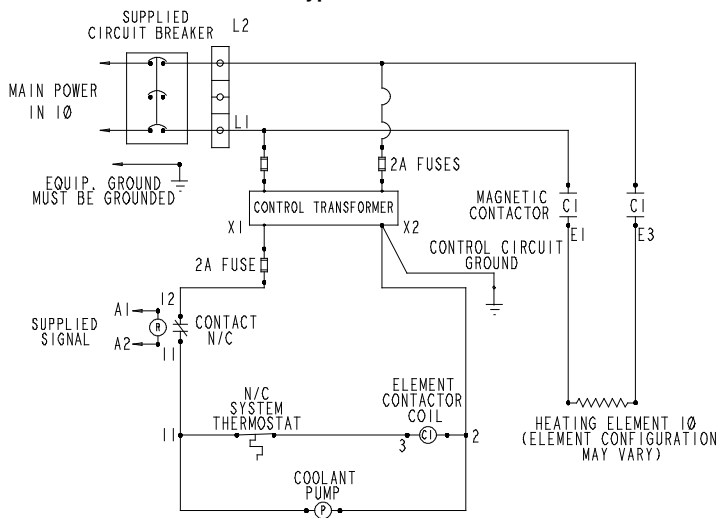 SUPPLIED
CIRCUIT BREAKER
L2
MAIN POWER
IN 1Ø
L1
2A FUSES
EQUIP. GROUND
MUST BE GROUNDED
CONTROL TRANSFORMER
MAGNETIC
CONTACTOR
C1
C1
E1
E3
X1
X2
CONTROL CIRCUIT
GROUND
2A FUSE
12
A1
R
SUPPLIED
SIGNAL
A2
CONTACT
N/C
11
N/C
SYSTEM
THERMOSTAT
ELEMENT
CONTACTOR
COIL
11
3
C1
2
HEATING ELEMENT 1Ø
(ELEMENT CONFIGURATION
MAY VARY)
COOLANT
PUMP
P